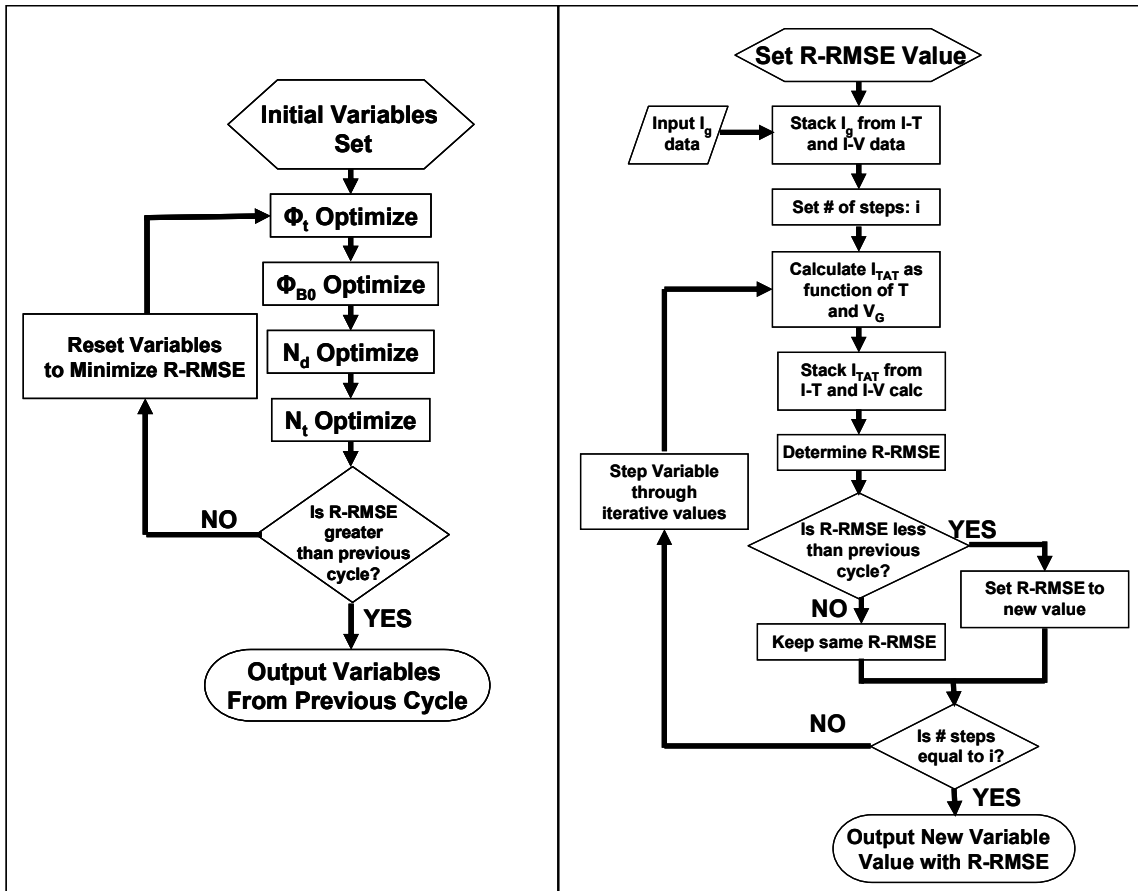 Initial Variables
Set
Φt Optimize
ΦB0 Optimize
Nd Optimize
Nt Optimize
Reset Variables
to Minimize R-RMSE
NO
Is R-RMSE
greater
than previous
cycle?
YES
Output Variables
From Previous Cycle
Set R-RMSE Value
Input Ig
data
Stack Ig from I-T
and I-V data
Set # of steps: i
Calculate ITAT as
function of T
and VG
Stack ITAT from
I-T and I-V calc
Determine R-RMSE
Step Variable
through
iterative values
Is R-RMSE less
than previous
cycle?
YES
Set R-RMSE to
new value
NO
Keep same R-RMSE
NO
Is # steps
equal to i?
YES
Output New Variable
Value with R-RMSE